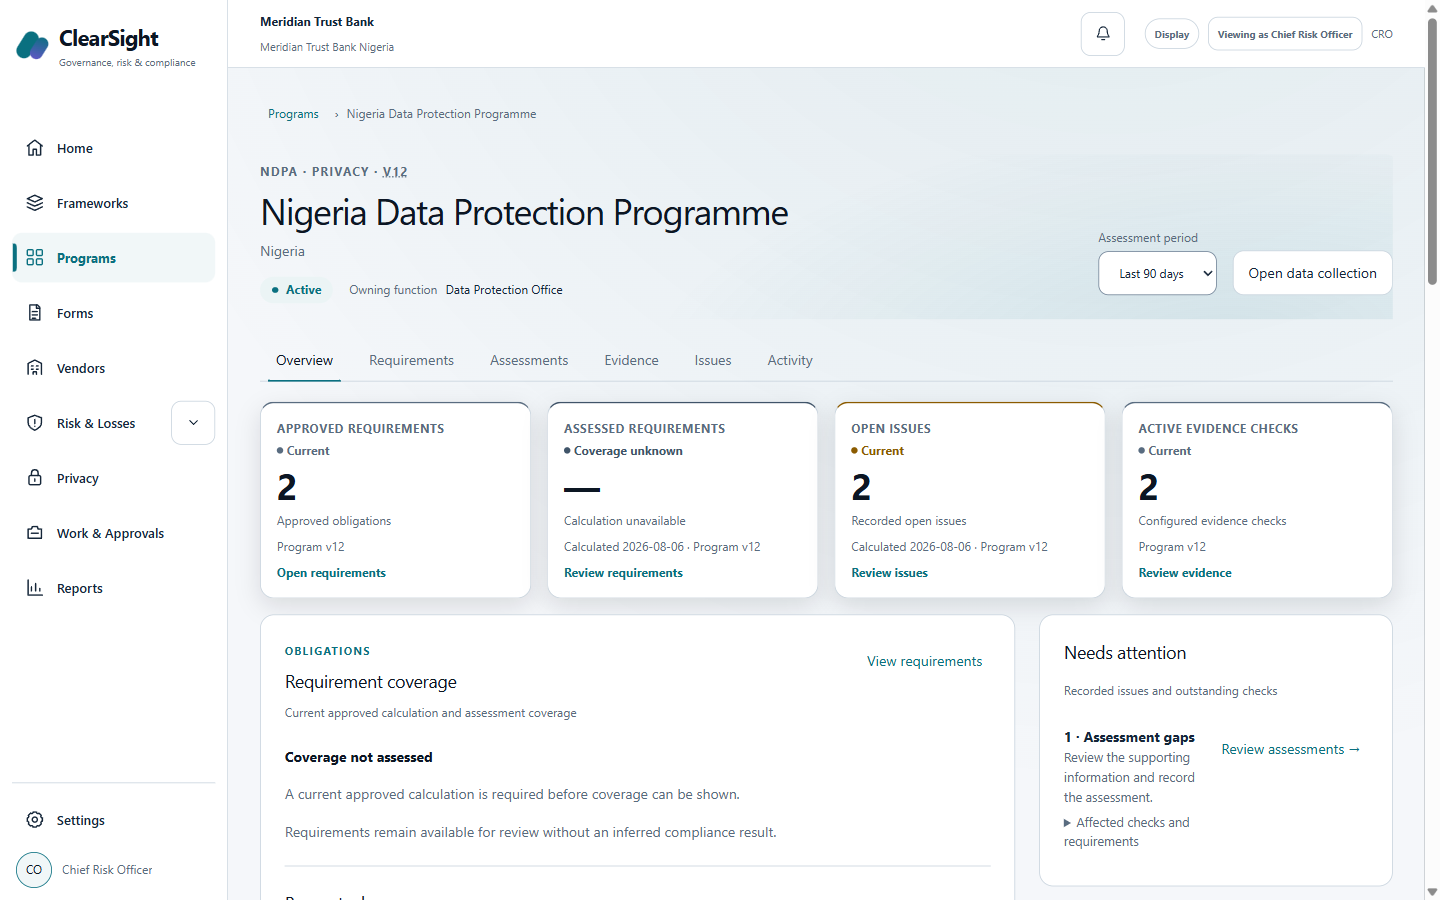 ClearSight
Governance, risk & compliance
Home
Frameworks
Programs
Forms
Vendors
Risk & Losses
Privacy
Work & Approvals
Reports
Settings
CO
Chief Risk Officer
Meridian Trust Bank
Meridian Trust Bank Nigeria
Display
Viewing as Chief Risk Officer
CRO
Programs › Nigeria Data Protection Programme
NDPA · PRIVACY · V12
Nigeria Data Protection Programme
Nigeria
Active
Owning function Data Protection Office
Assessment period
Last 90 days
Open data collection
Overview
Requirements
Assessments
Evidence
Issues
Activity
APPROVED REQUIREMENTS
Current
2
Approved obligations
Program v12
Open requirements
ASSESSED REQUIREMENTS
Coverage unknown
—
Calculation unavailable
Calculated 2026-08-06 · Program v12
Review requirements
OPEN ISSUES
Current
2
Recorded open issues
Calculated 2026-08-06 · Program v12
Review issues
ACTIVE EVIDENCE CHECKS
Current
2
Configured evidence checks
Program v12
Review evidence
OBLIGATIONS
Requirement coverage
Current approved calculation and assessment coverage
View requirements
Coverage not assessed
A current approved calculation is required before coverage can be shown.
Requirements remain available for review without an inferred compliance result.
Needs attention
Recorded issues and outstanding checks
1 · Assessment gaps
Review the supporting
information and record
the assessment.
Affected checks and
requirements
Review assessments →